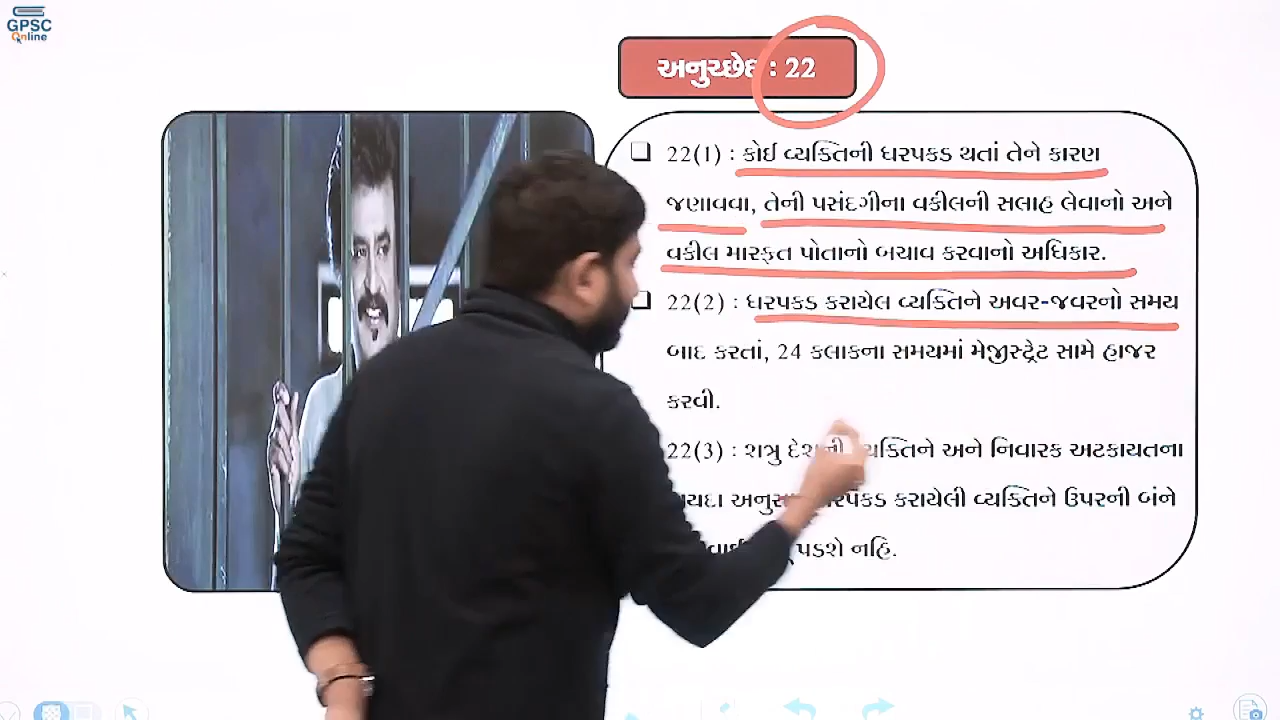 GPSC
Online
અનુચ્છેદ : 22
22(1) : કોઈ વ્યક્તિની ધરપકડ થતાં તેને કારણ
જણાવવા, તેની પસંદગીના વકીલની સલાહ લેવાનો અને
વકીલ મારફત પોતાનો બચાવ કરવાનો અધિકાર.
22(2) : ધરપકડ કરાયેલ વ્યક્તિને અવર-જવરનો સમય
બાદ કરતાં, 24 કલાકના સમયમાં મેજીસ્ટ્રેટ સામે હાજર
કરવી.
22(3) : શત્રુ દેશની વ્યક્તિને અને નિવારક અટકાયતના
કરાયેલી વ્યક્તિને ઉપરની બંને
પડશે નહિ.